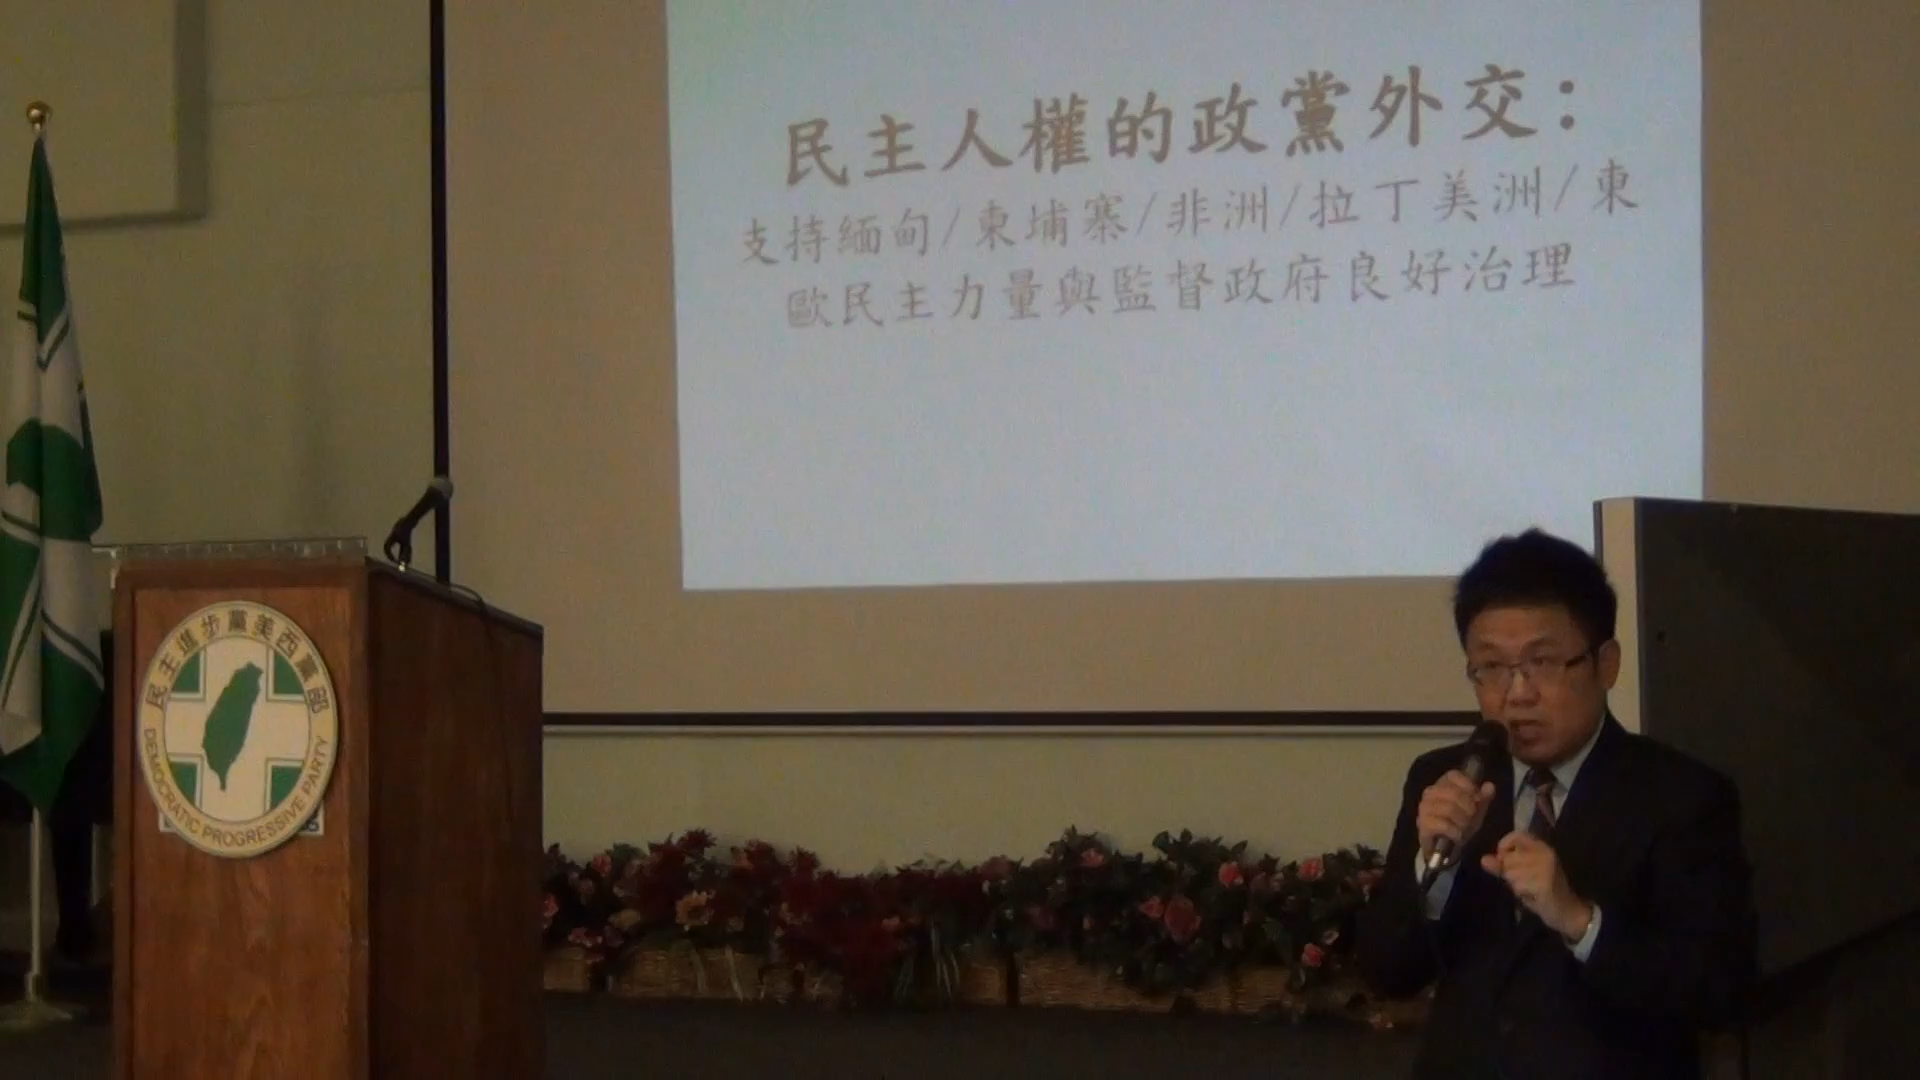 民主人權的政黨外交:
支持緬甸/柬埔寨/非洲/拉丁美洲/東
歐民主力量與監督政府良好治理
民主進步黨美西黨部
DEMOCRATIC PROGRESSIVE PARTY